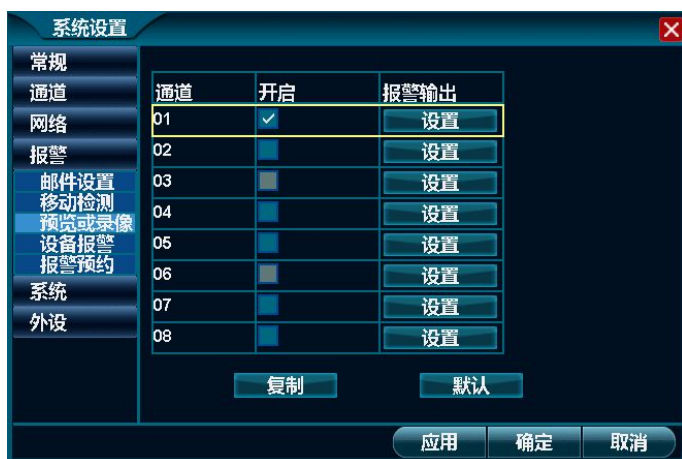 系统设置
常规
通道
网络
报警
邮件设置
移动检测
预览或录像
设备报警
报警预约
系统
外设
通道 开启 报警输出
01 设置
02 设置
03 设置
04 设置
05 设置
06 设置
07 设置
08 设置
复制 默认
应用 确定 取消